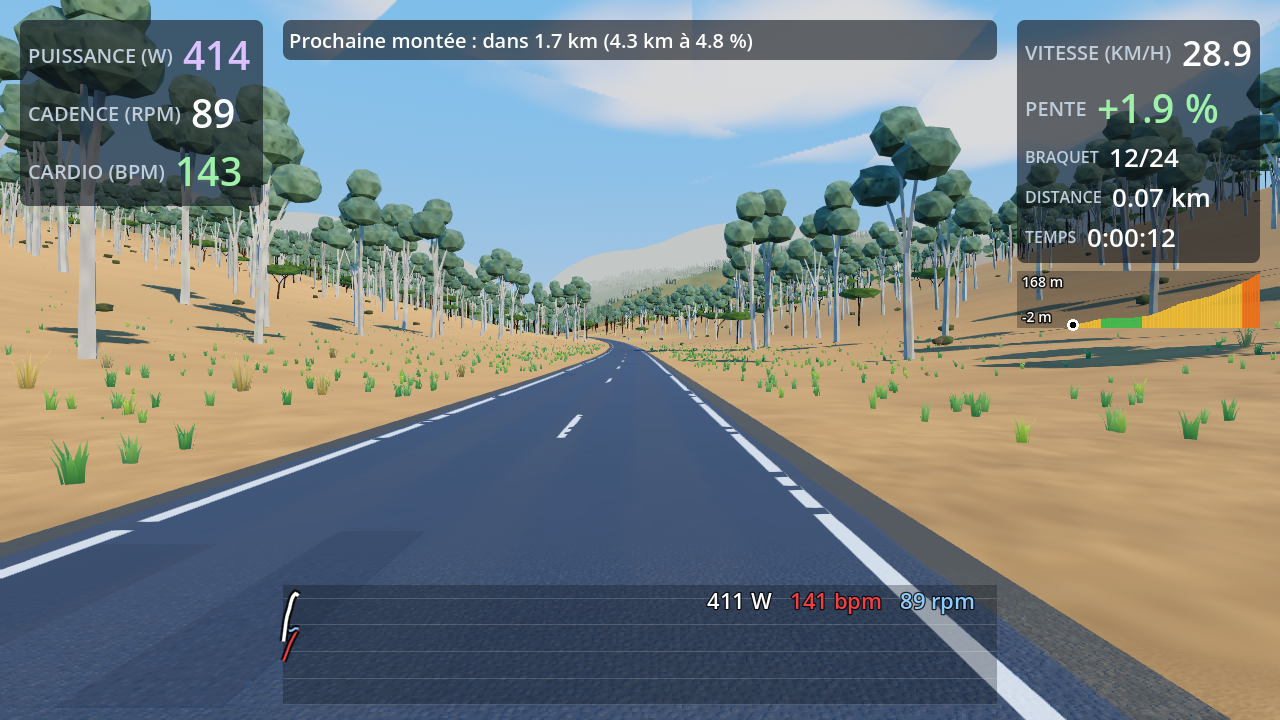 PUISSANCE (W) 414
CADENCE (RPM) 89
CARDIO (BPM) 143
Prochaine montée : dans 1.7 km (4.3 km à 4.8 %)
VITESSE (KM/H) 28.9
PENTE +1.9 %
BRAQUET 12/24
DISTANCE 0.07 km
TEMPS 0:00:12
168 m
-2 m
411 W 141 bpm 89 rpm